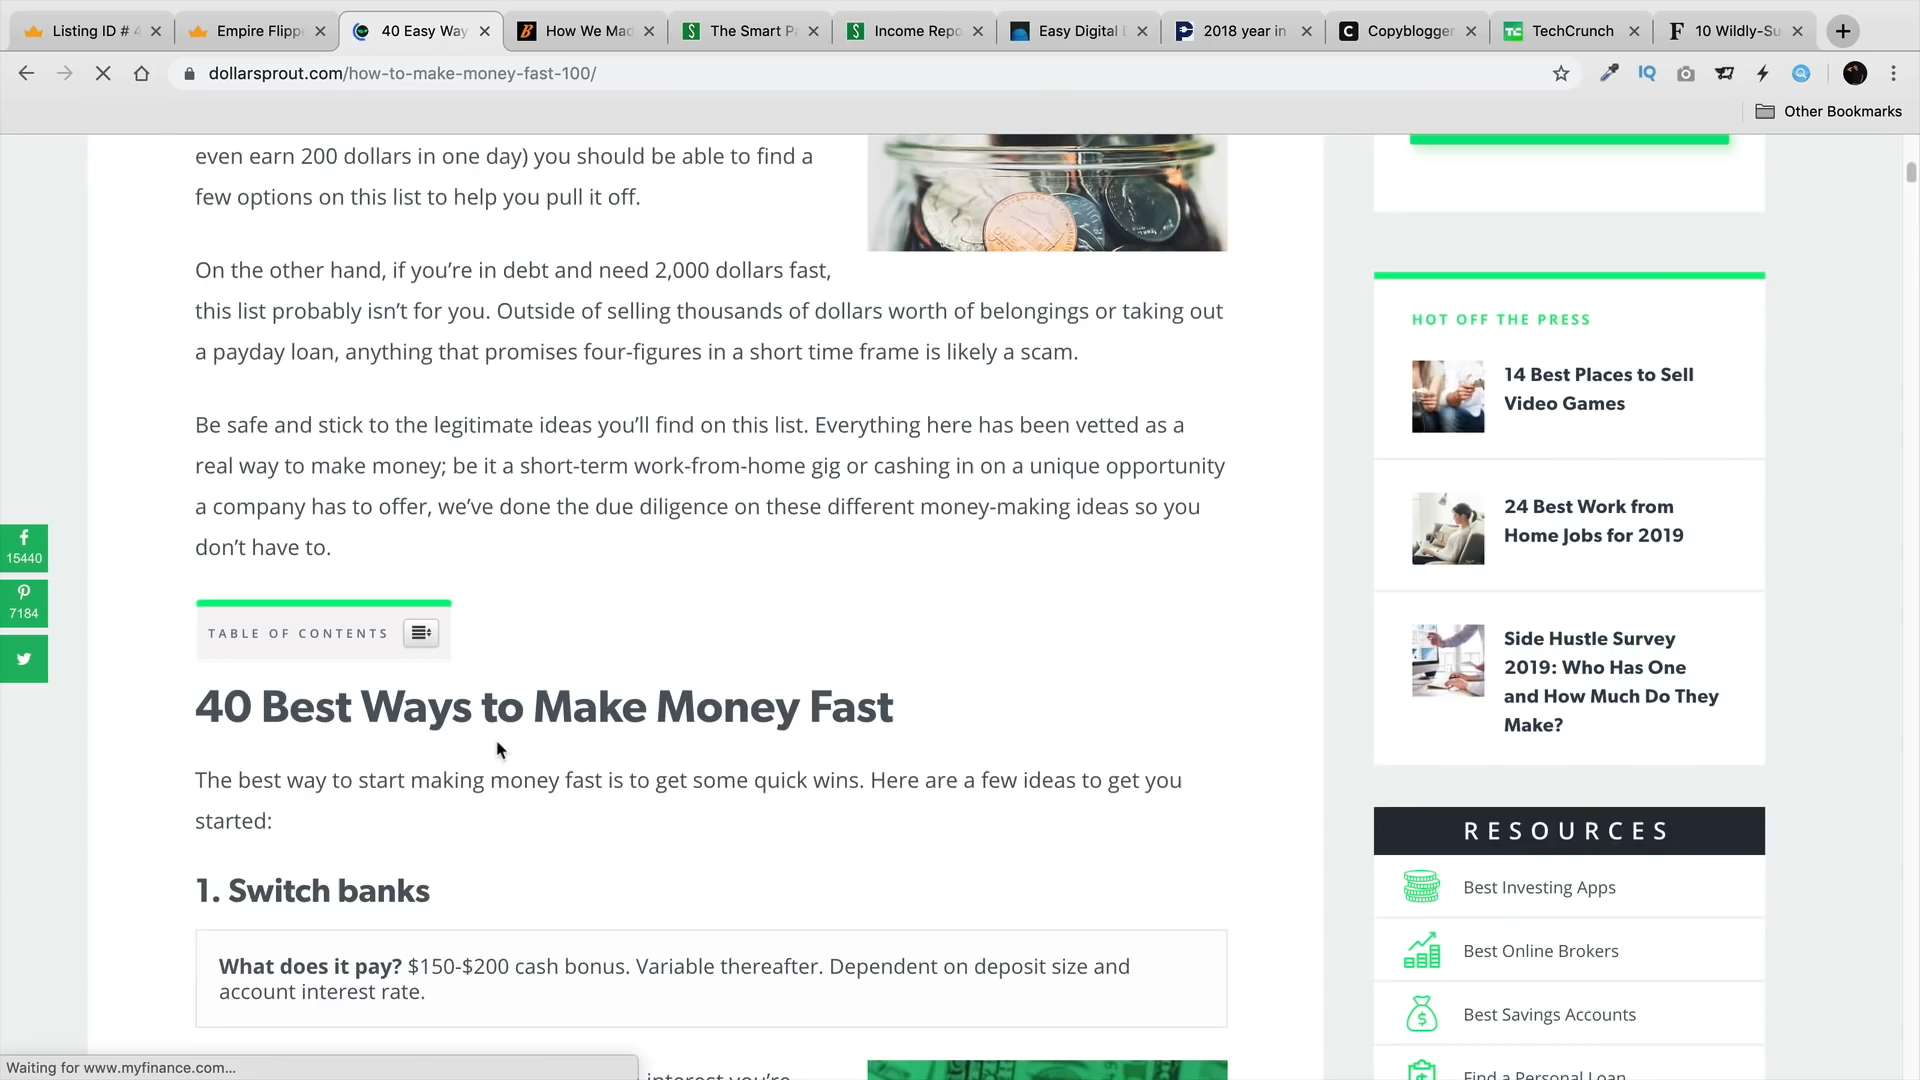 Listing ID # 4
Empire Flipp
40 Easy Way
How We Mad
The Smart P
Income Repo
Easy Digital D
2018 year in
Copyblogger
TechCrunch
10 Wildly-Su
dollarsprout.com/how-to-make-money-fast-100/
IQ
Other Bookmarks
even earn 200 dollars in one day) you should be able to find a
few options on this list to help you pull it off.
On the other hand, if you're in debt and need 2,000 dollars fast,
this list probably isn't for you. Outside of selling thousands of dollars worth of belongings or taking out
a payday loan, anything that promises four-figures in a short time frame is likely a scam.
Be safe and stick to the legitimate ideas you'll find on this list. Everything here has been vetted as a
real way to make money; be it a short-term work-from-home gig or cashing in on a unique opportunity
a company has to offer, we've done the due diligence on these different money-making ideas so you
don't have to.
15440
7184
TABLE OF CONTENTS
40 Best Ways to Make Money Fast
The best way to start making money fast is to get some quick wins. Here are a few ideas to get you
started:
1. Switch banks
What does it pay? $150-$200 cash bonus. Variable thereafter. Dependent on deposit size and
account interest rate.
interest you're
HOT OFF THE PRESS
14 Best Places to Sell
Video Games
24 Best Work from
Home Jobs for 2019
Side Hustle Survey
2019: Who Has One
and How Much Do They
Make?
RESOURCES
Best Investing Apps
Best Online Brokers
Best Savings Accounts
Find a Personal Loan
Waiting for www.myfinance.com...